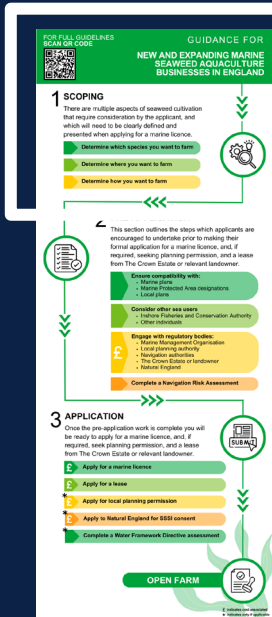 FOR FULL GUIDELINES
SCAN QR CODE
GUIDANCE FOR
NEW AND EXPANDING MARINE
SEAWEED AQUACULTURE
BUSINESSES IN ENGLAND
1 SCOPING
There are multiple aspects of seaweed cultivation
that require consideration by the applicant, and
which will need to be clearly defined and
presented when applying for a marine licence.
Determine which species you want to farm
Determine where you want to farm
Determine how you want to farm
2
This section outlines the steps which applicants are
encouraged to undertake prior to making their
formal application for a marine licence, and, if
required, seeking planning permission, and a lease
from The Crown Estate or relevant landowner.
Ensure compatibility with:
• Marine plans
• Marine Protected Area designations
• Local plans
Consider other sea users
• Inshore Fisheries and Conservation Authority
• Other individuals
£ Engage with regulatory bodies:
• Marine Management Organisation
• Local planning authority
• Navigation authorities
• The Crown Estate or landowner
• Natural England
Complete a Navigation Risk Assessment
3 APPLICATION
Once the pre-application work is complete you will
be ready to apply for a marine licence, and, if
required, seek planning permission, and a lease
from The Crown Estate or relevant landowner.
SUBMIT
£ Apply for a marine licence
£ Apply for a lease
* £ Apply for local planning permission
* £ Apply to Natural England for SSSI consent
* Complete a Water Framework Directive assessment
OPEN FARM
£ Indicates cost associated
* Indicates only if applicable